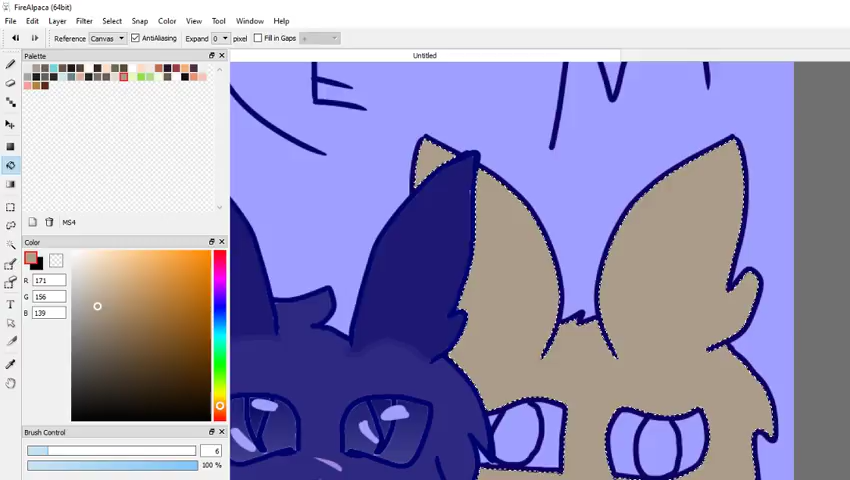 FireAlpaca (64bit)
File Edit Layer Filter Select Snap Color View Tool Window Help
Reference Canvas AntiAliasing Expand 0 pixel Fill in Gaps
Palette
Untitled
MS4
Color
R 171
G 156
B 139
Brush Control
6
100 %